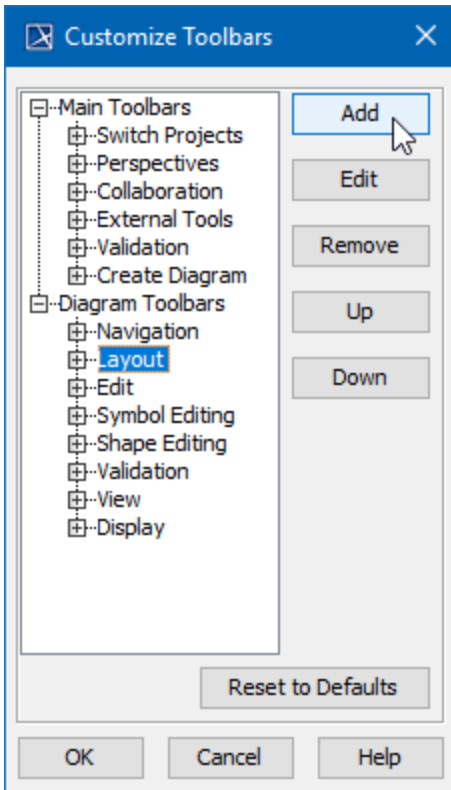 Customize Toolbars
Main Toolbars
Switch Projects
Perspectives
Collaboration
External Tools
Validation
Create Diagram
Diagram Toolbars
Navigation
Layout
Edit
Symbol Editing
Shape Editing
Validation
View
Display
Add
Edit
Remove
Up
Down
Reset to Defaults
OK Cancel Help